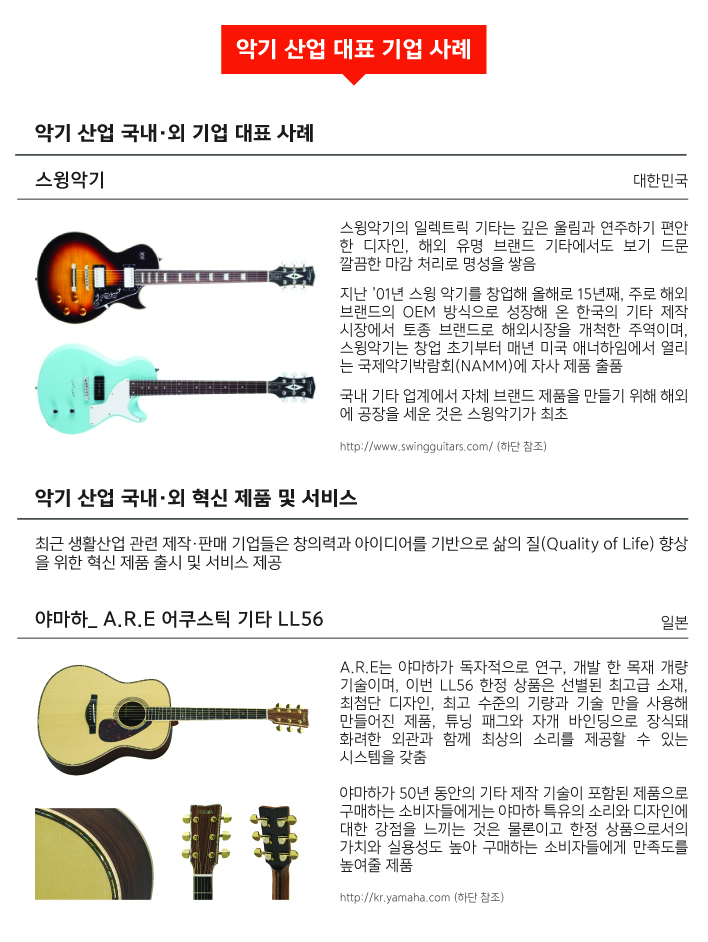 악기 산업 대표 기업 사례
악기 산업 국내·외 기업 대표 사례
스윙악기
대한민국
스윙악기의 일렉트릭 기타는 깊은 울림과 연주하기 편안
한 디자인, 해외 유명 브랜드 기타에서도 보기 드문
깔끔한 마감 처리로 명성을 쌓음
지난 ’01년 스윙 악기를 창업해 올해로 15년째, 주로 해외
브랜드의 OEM 방식으로 성장해 온 한국의 기타 제작
시장에서 토종 브랜드로 해외시장을 개척한 주역이며,
스윙악기는 창업 초기부터 매년 미국 애너하임에서 열리
는 국제악기박람회(NAMM)에 자사 제품 출품
국내 기타 업계에서 자체 브랜드 제품을 만들기 위해 해외
에 공장을 세운 것은 스윙악기가 최초
http://www.swingguitars.com/ (하단 참조)
악기 산업 국내·외 혁신 제품 및 서비스
최근 생활산업 관련 제작·판매 기업들은 창의력과 아이디어를 기반으로 삶의 질(Quality of Life) 향상
을 위한 혁신 제품 출시 및 서비스 제공
야마하_ A.R.E 어쿠스틱 기타 LL56
일본
A.R.E는 야마하가 독자적으로 연구, 개발 한 목재 개량
기술이며, 이번 LL56 한정 상품은 선별된 최고급 소재,
최첨단 디자인, 최고 수준의 기량과 기술 만을 사용해
만들어진 제품, 튜닝 패그와 자개 바인딩으로 장식돼
화려한 외관과 함께 최상의 소리를 제공할 수 있는
시스템을 갖춤
야마하가 50년 동안의 기타 제작 기술이 포함된 제품으로
구매하는 소비자들에게는 야마하 특유의 소리와 디자인에
대한 강점을 느끼는 것은 물론이고 한정 상품으로서의
가치와 실용성도 높아 구매하는 소비자들에게 만족도를
높여줄 제품
http://kr.yamaha.com (하단 참조)